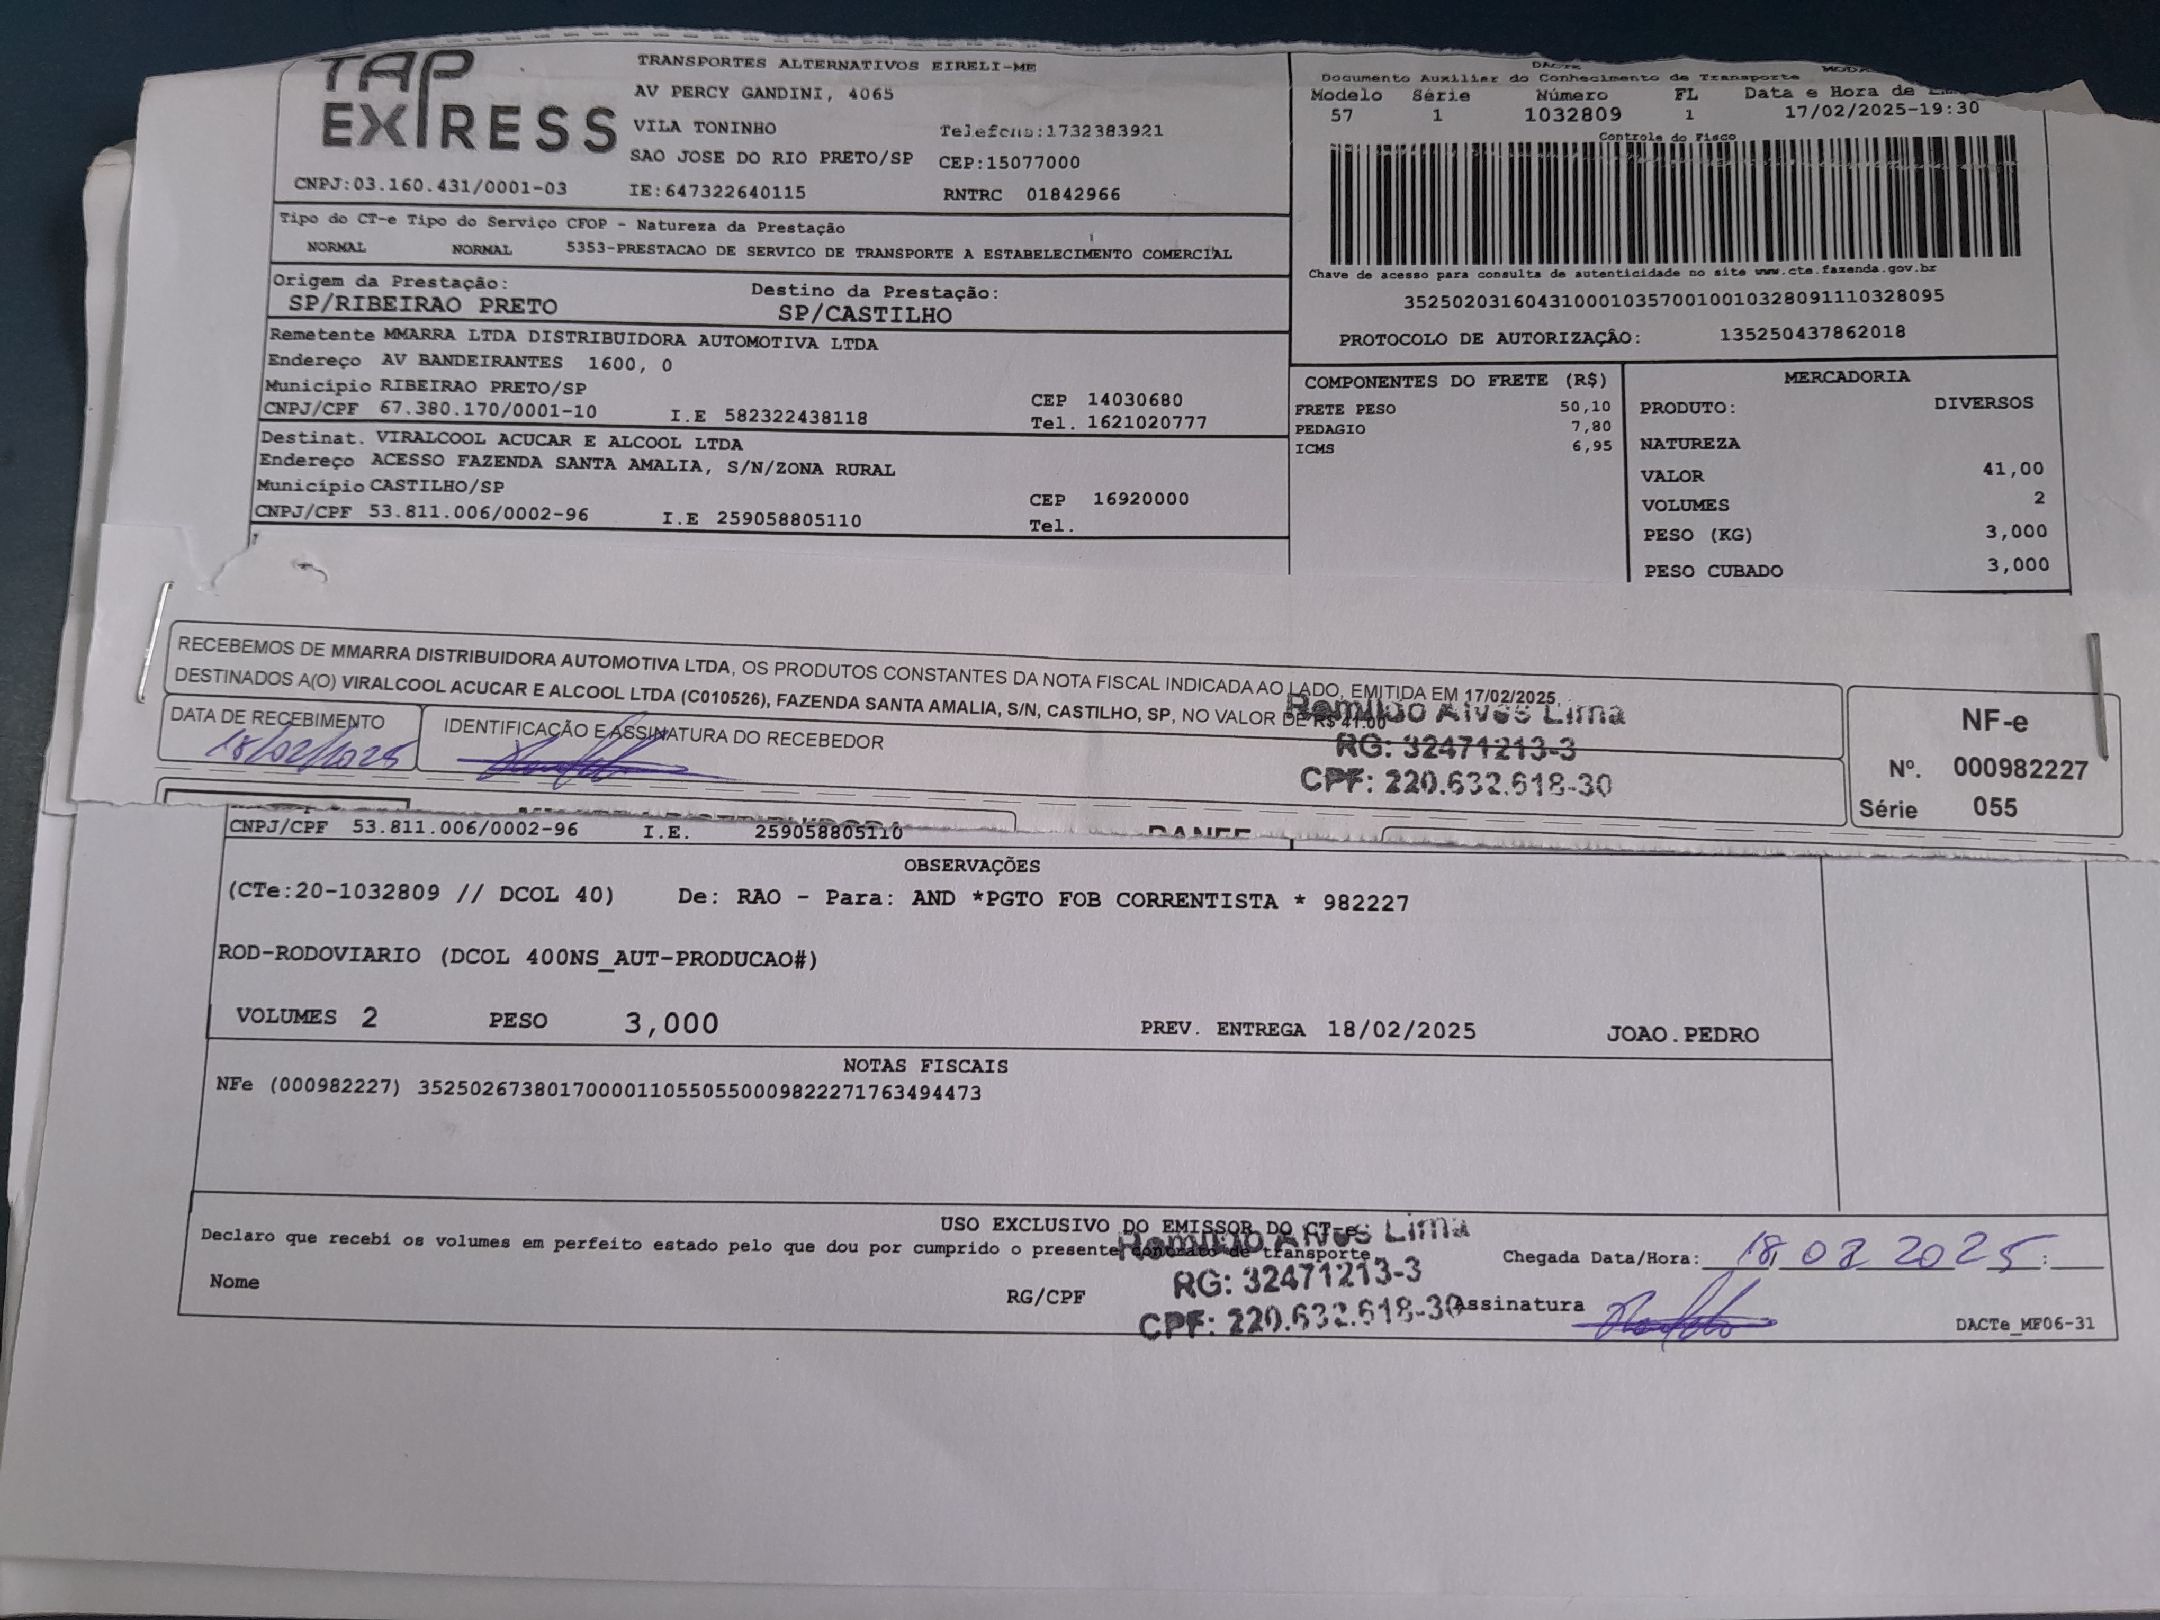 TAP EXPRESS
TRANSPORTES ALTERNATIVOS EIRELI-ME
AV PERCY GANDINI, 4065
VILA TONINHO Telefone:1732383921
SAO JOSE DO RIO PRETO/SP CEP:15077000
CNPJ:03.160.431/0001-03 IE:647322640115 RNTRC 01842966
DACTE
Documento Auxiliar do Conhecimento de Transporte
Modelo Série Número FL Data e Hora de
57 1 1032809 1 17/02/2025-19:30
Controle do Fisco
Chave de acesso para consulta de autenticidade no site www.cte.fazenda.gov.br
35250203160431000103570010010328091110328095
PROTOCOLO DE AUTORIZAÇÃO: 135250437862018
Tipo do CT-e Tipo do Serviço CFOP - Natureza da Prestação
NORMAL NORMAL 5353-PRESTACAO DE SERVICO DE TRANSPORTE A ESTABELECIMENTO COMERCIAL
Origem da Prestação: Destino da Prestação:
SP/RIBEIRAO PRETO SP/CASTILHO
Remetente MMARRA LTDA DISTRIBUIDORA AUTOMOTIVA LTDA
Endereço AV BANDEIRANTES 1600, 0
Município RIBEIRAO PRETO/SP CEP 14030680
CNPJ/CPF 67.380.170/0001-10 I.E 582322438118 Tel. 1621020777
Destinat. VIRALCOOL ACUCAR E ALCOOL LTDA
Endereço ACESSO FAZENDA SANTA AMALIA, S/N/ZONA RURAL
Município CASTILHO/SP CEP 16920000
CNPJ/CPF 53.811.006/0002-96 I.E 259058805110 Tel.
COMPONENTES DO FRETE (R$)
FRETE PESO 50,10
PEDAGIO 7,80
ICMS 6,95
MERCADORIA
PRODUTO: DIVERSOS
NATUREZA
VALOR 41,00
VOLUMES 2
PESO (KG) 3,000
PESO CUBADO 3,000
RECEBEMOS DE MMARRA DISTRIBUIDORA AUTOMOTIVA LTDA, OS PRODUTOS CONSTANTES DA NOTA FISCAL INDICADA AO LADO, EMITIDA EM 17/02/2025,
DESTINADOS A(O) VIRALCOOL ACUCAR E ALCOOL LTDA (C010526), FAZENDA SANTA AMALIA, S/N, CASTILHO, SP, NO VALOR DE R$ 41.00
DATA DE RECEBIMENTO IDENTIFICAÇÃO E ASSINATURA DO RECEBEDOR
18/02/2025
Romildo Alves Lima
RG: 32471213-3
CPF: 220.632.618-30
NF-e
Nº. 000982227
Série 055
DANFE
CNPJ/CPF 53.811.006/0002-96 I.E. 259058805110
OBSERVAÇÕES
(CTe:20-1032809 // DCOL 40) De: RAO - Para: AND *PGTO FOB CORRENTISTA * 982227
ROD-RODOVIARIO (DCOL 400NS_AUT-PRODUCAO#)
VOLUMES 2 PESO 3,000 PREV. ENTREGA 18/02/2025 JOAO.PEDRO
NOTAS FISCAIS
NFe (000982227) 35250267380170000110550550009822271763494473
USO EXCLUSIVO DO EMISSOR DO CT-e
Declaro que recebi os volumes em perfeito estado pelo que dou por cumprido o presente contrato de transporte
Romildo Alves Lima
RG: 32471213-3
CPF: 220.632.618-30
Chegada Data/Hora: 18 02 2025 :
Nome RG/CPF Assinatura
DACTe_MF06-31